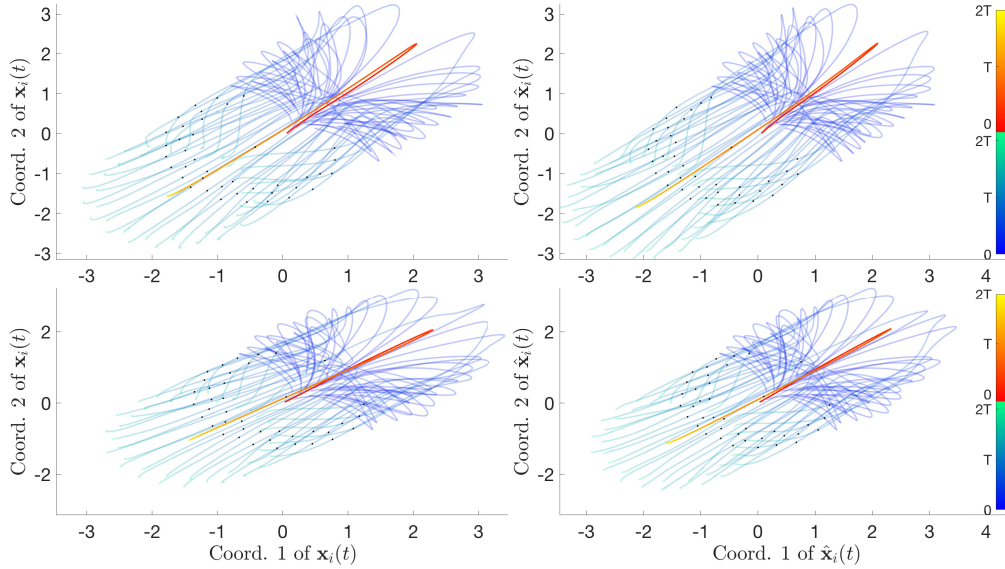 3
2
1
0
-1
-2
-3
Coord. 2 of x_i(t)
-3 -2 -1 0 1 2 3
3
2
1
0
-1
-2
-3
Coord. 2 of x̂_i(t)
-3 -2 -1 0 1 2 3 4
2T
T
0
2T
T
0
2
0
-2
Coord. 2 of x_i(t)
-3 -2 -1 0 1 2 3
Coord. 1 of x_i(t)
2
0
-2
Coord. 2 of x̂_i(t)
-3 -2 -1 0 1 2 3 4
Coord. 1 of x̂_i(t)
2T
T
0
2T
T
0